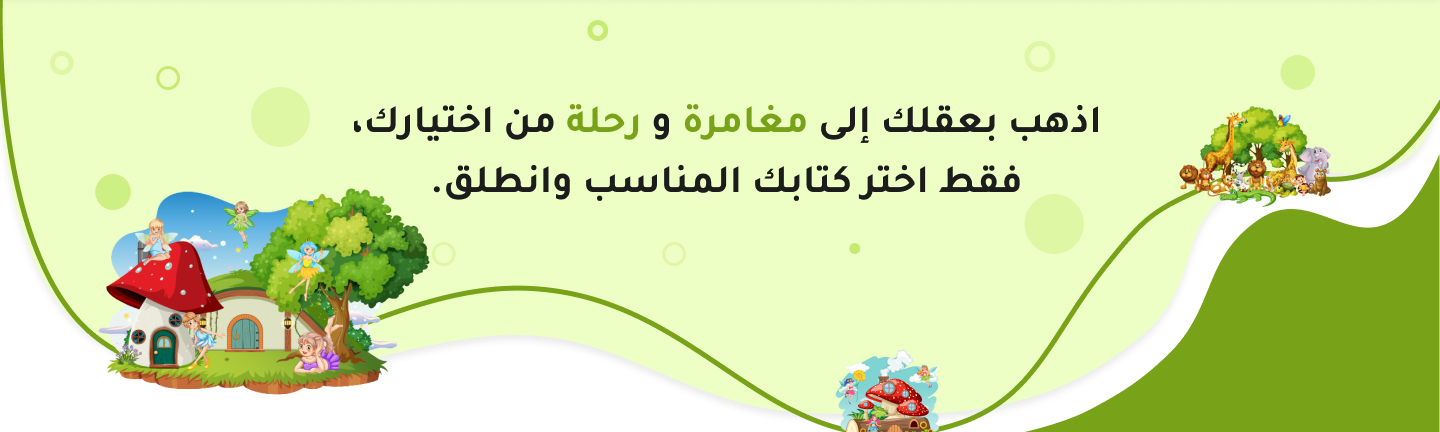 اذهب بعقلك إلى مغامرة و رحلة من اختيارك،
فقط اختر كتابك المناسب وانطلق.